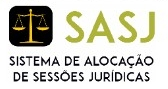 SASJ
SISTEMA DE ALOCAÇÃO
DE SESSÕES JURÍDICAS